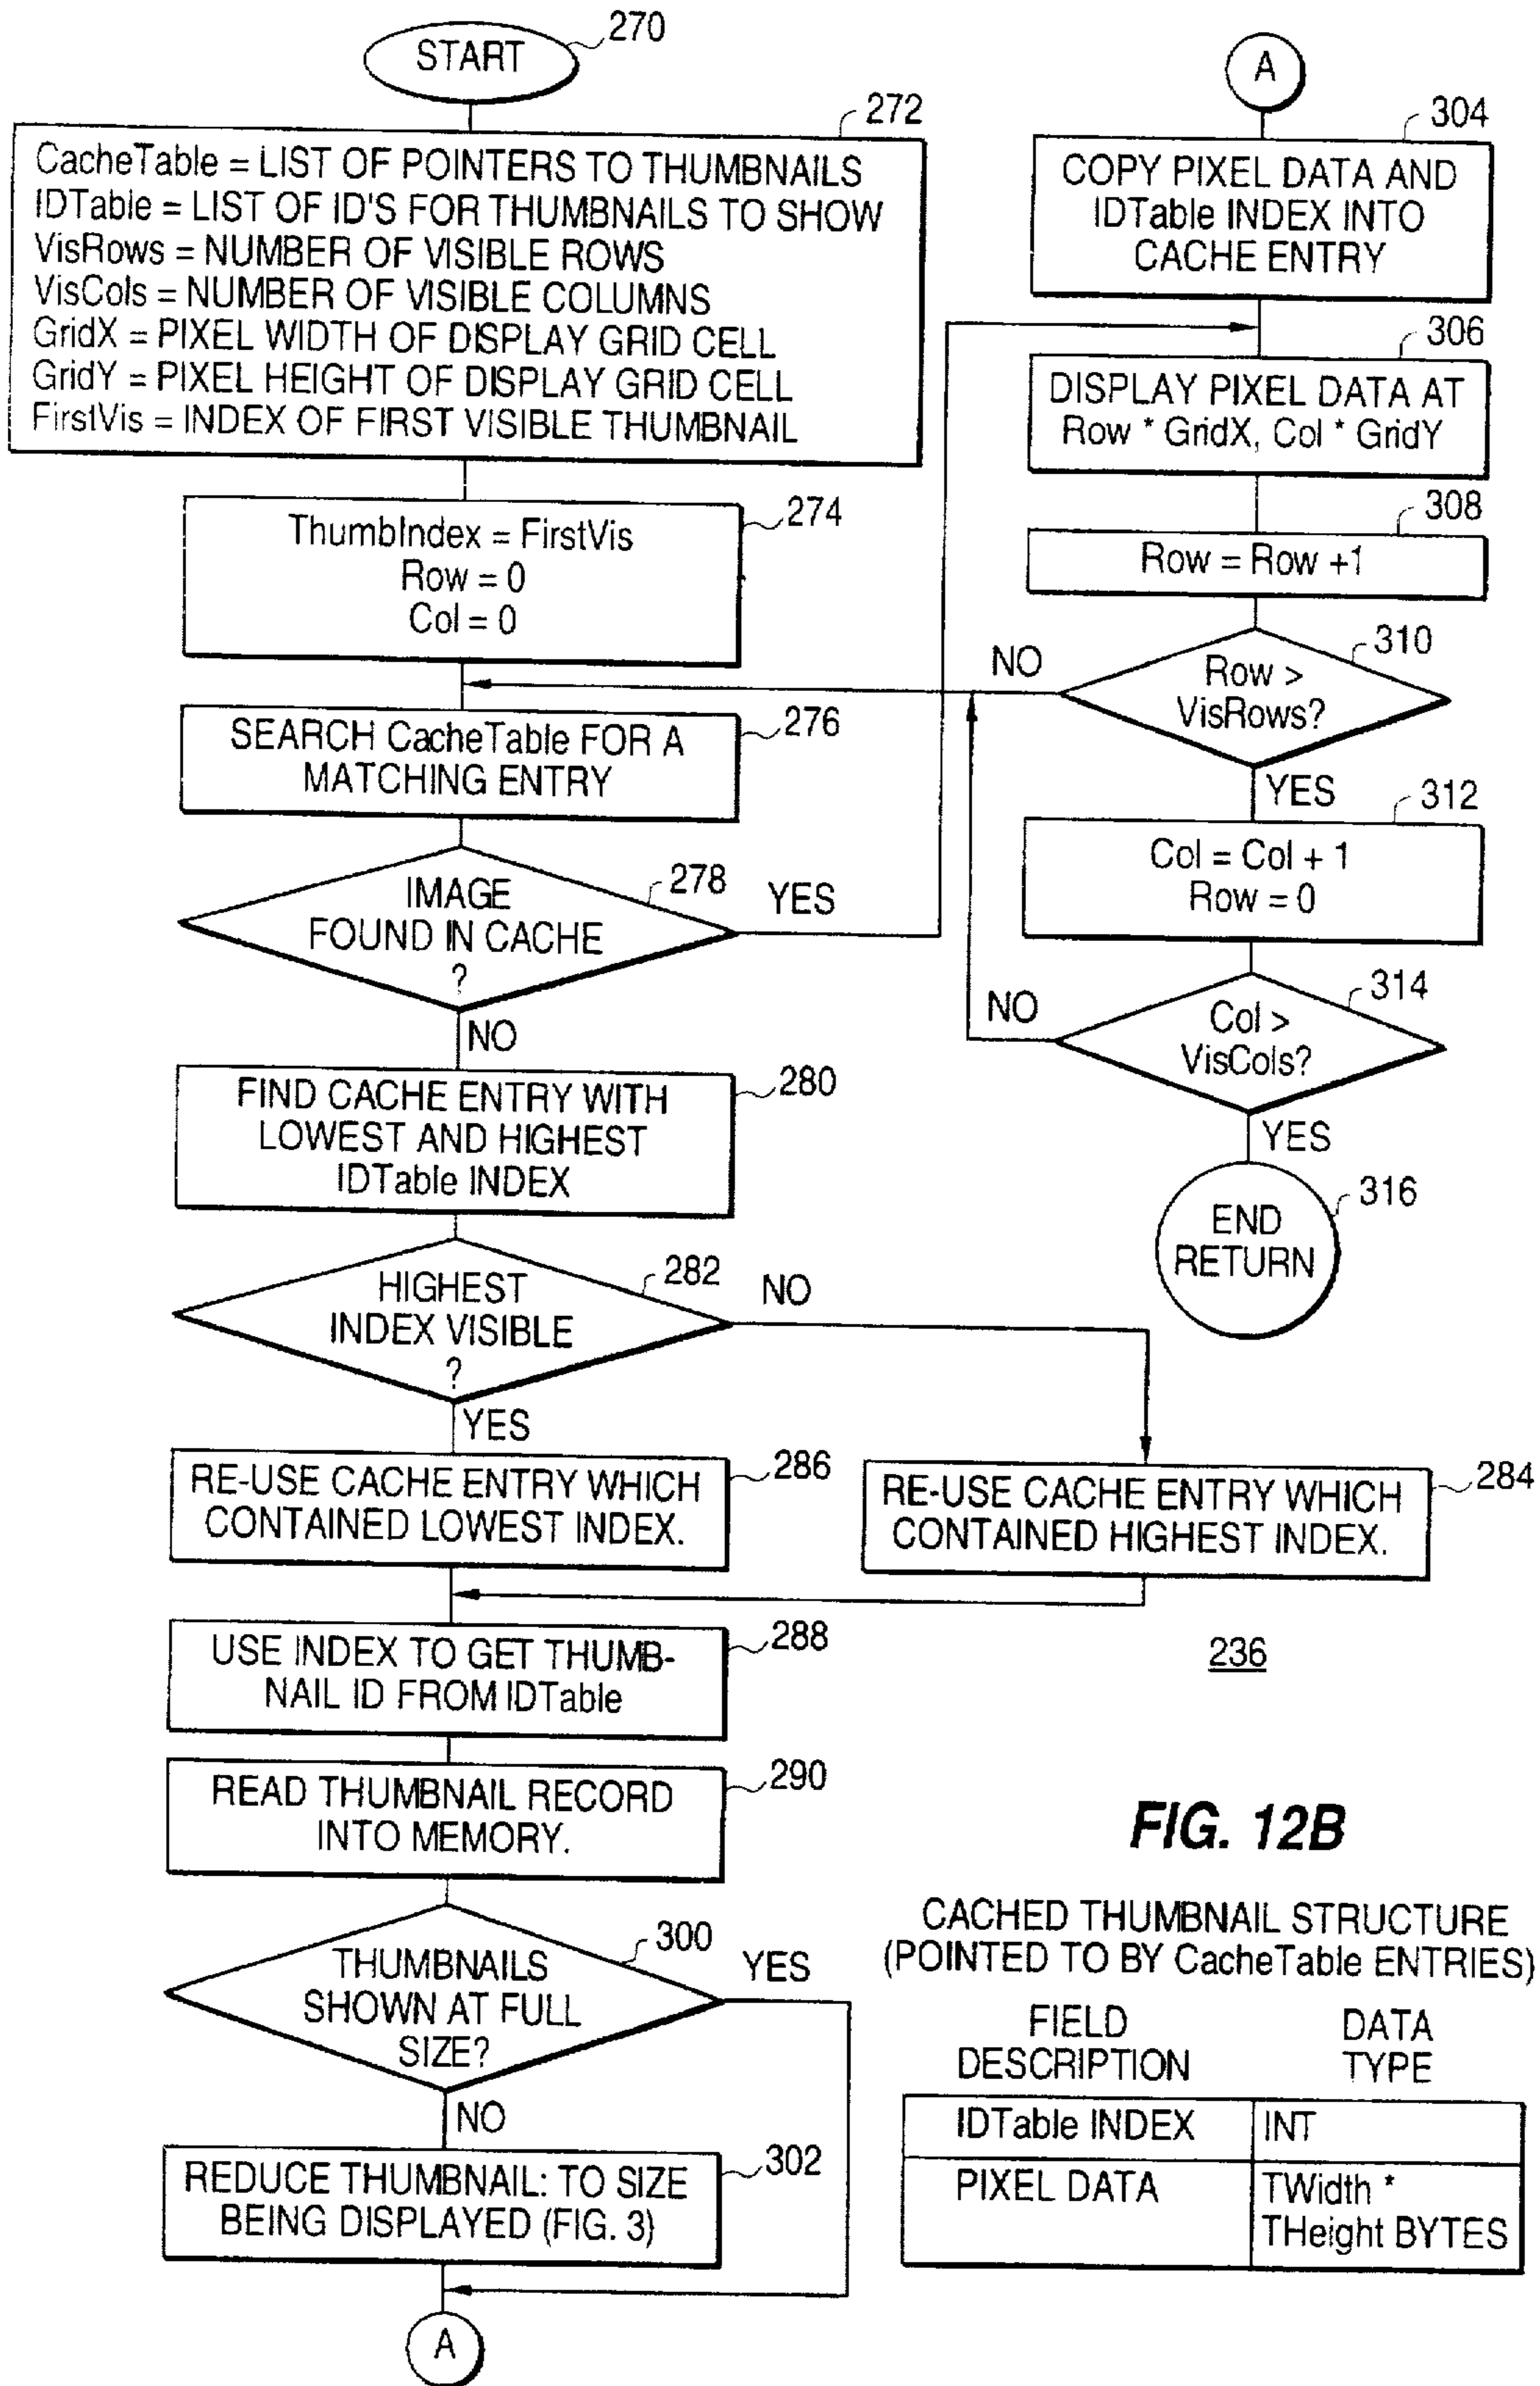 START
270
272
CacheTable = LIST OF POINTERS TO THUMBNAILS
IDTable = LIST OF ID'S FOR THUMBNAILS TO SHOW
VisRows = NUMBER OF VISIBLE ROWS
VisCols = NUMBER OF VISIBLE COLUMNS
GridX = PIXEL WIDTH OF DISPLAY GRID CELL
GridY = PIXEL HEIGHT OF DISPLAY GRID CELL
FirstVis = INDEX OF FIRST VISIBLE THUMBNAIL
274
ThumbIndex = FirstVis
Row = 0
Col = 0
276
SEARCH CacheTable FOR A
MATCHING ENTRY
278
IMAGE
FOUND IN CACHE
?
YES
NO
280
FIND CACHE ENTRY WITH
LOWEST AND HIGHEST
IDTable INDEX
282
HIGHEST
INDEX VISIBLE
?
NO
YES
286
RE-USE CACHE ENTRY WHICH
CONTAINED LOWEST INDEX.
284
RE-USE CACHE ENTRY WHICH
CONTAINED HIGHEST INDEX.
288
USE INDEX TO GET THUMB-
NAIL ID FROM IDTable
290
READ THUMBNAIL RECORD
INTO MEMORY.
300
THUMBNAILS
SHOWN AT FULL
SIZE?
YES
NO
302
REDUCE THUMBNAIL: TO SIZE
BEING DISPLAYED (FIG. 3)
A
A
304
COPY PIXEL DATA AND
IDTable INDEX INTO
CACHE ENTRY
306
DISPLAY PIXEL DATA AT
Row * GridX, Col * GridY
308
Row = Row +1
310
Row >
VisRows?
NO
YES
312
Col = Col + 1
Row = 0
314
Col >
VisCols?
NO
YES
316
END
RETURN
236
FIG. 12B
CACHED THUMBNAIL STRUCTURE
(POINTED TO BY CacheTable ENTRIES)
FIELD DATA
DESCRIPTION TYPE
IDTable INDEX INT
PIXEL DATA TWidth *
THeight BYTES